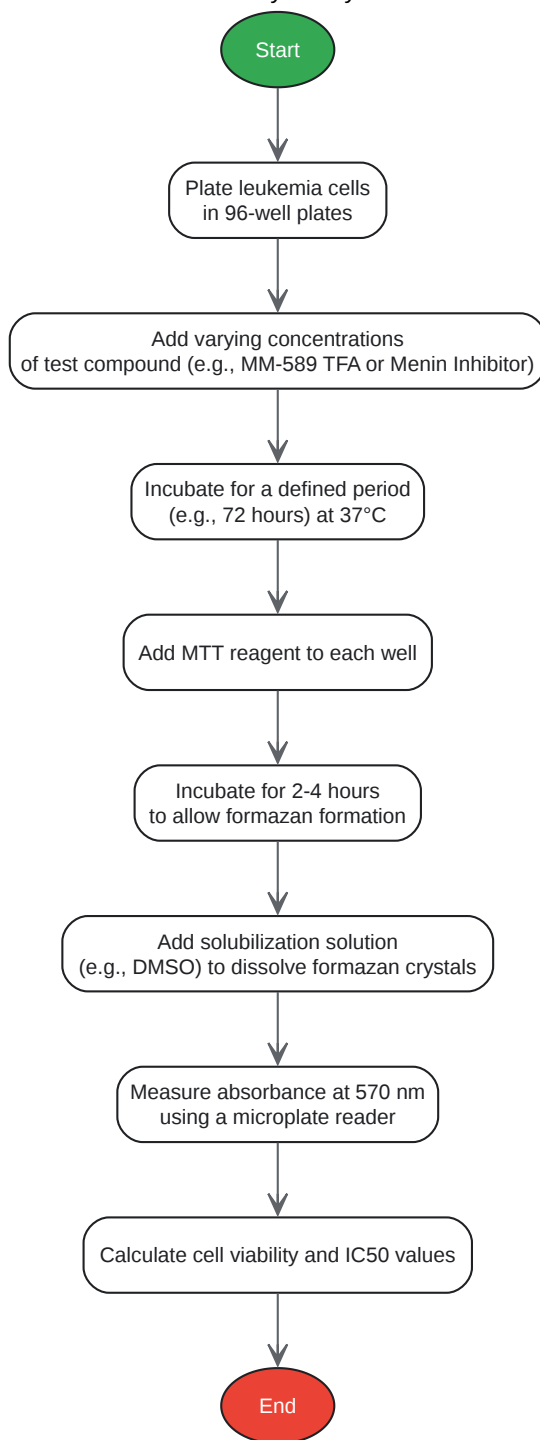 Start
Plate leukemia cells
in 96-well plates
Add varying concentrations
of test compound (e.g., MM-589 TFA or Menin Inhibitor)
Incubate for a defined period
(e.g., 72 hours) at 37°C
Add MTT reagent to each well
Incubate for 2-4 hours
to allow formazan formation
Add solubilization solution
(e.g., DMSO) to dissolve formazan crystals
Measure absorbance at 570 nm
using a microplate reader
Calculate cell viability and IC50 values
End